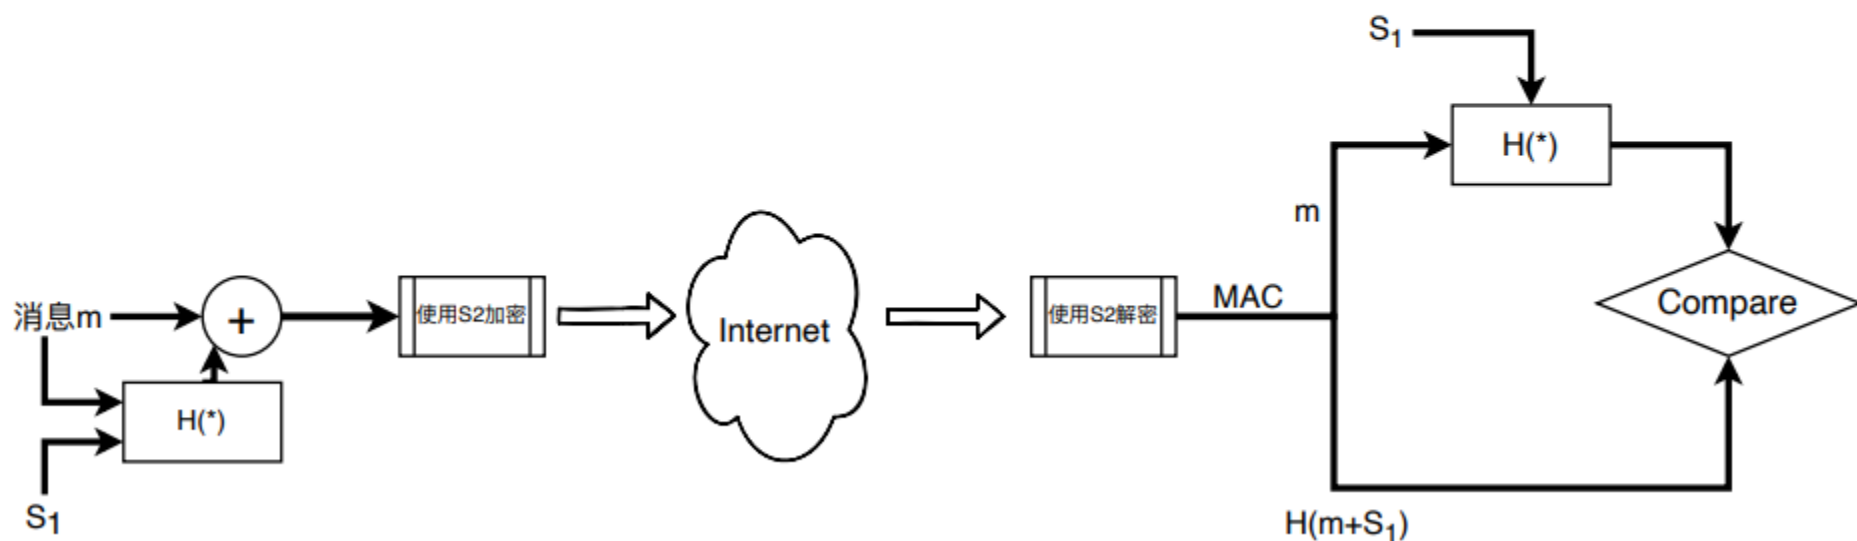 S1
H(*)
m
消息m
+
使用S2加密
Internet
使用S2解密
MAC
Compare
H(*)
S1
H(m+S1)